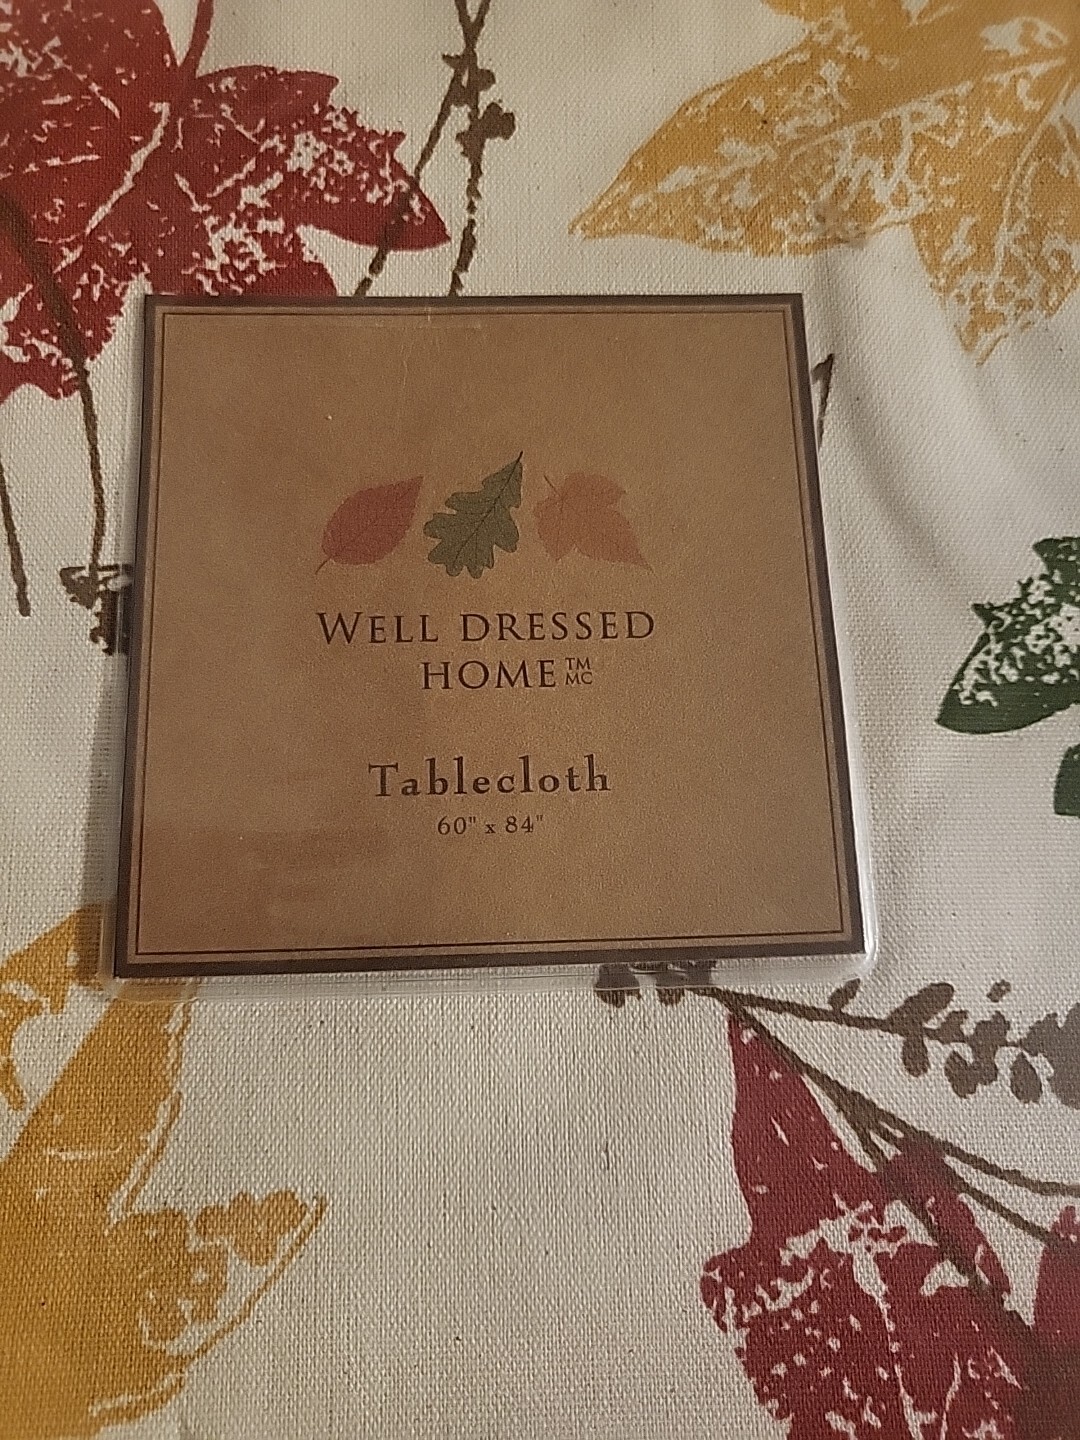 WELL DRESSED
HOME™ MC
Tablecloth
60" x 84"